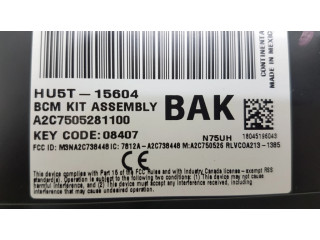 CONTINENTAL
MADE IN MEXICO
HU5T-15604
BCM KIT ASSEMBLY
BAK
A2C7505281100
KEY CODE: 08407
N75UH
FCC ID: M3NA2C738448 IC: 7812A-A2C738448 M:A2C750526 RLVCOA213-1385
This device complies with Part 15 of the FCC Rules and with Industry Canada license-exempt RSS
standard(s). Operation is subject to the following two conditions: (1) this device may not cause
harmful interference, and (2) this device must accept any interference received,
including interference that may cause undesired operation.